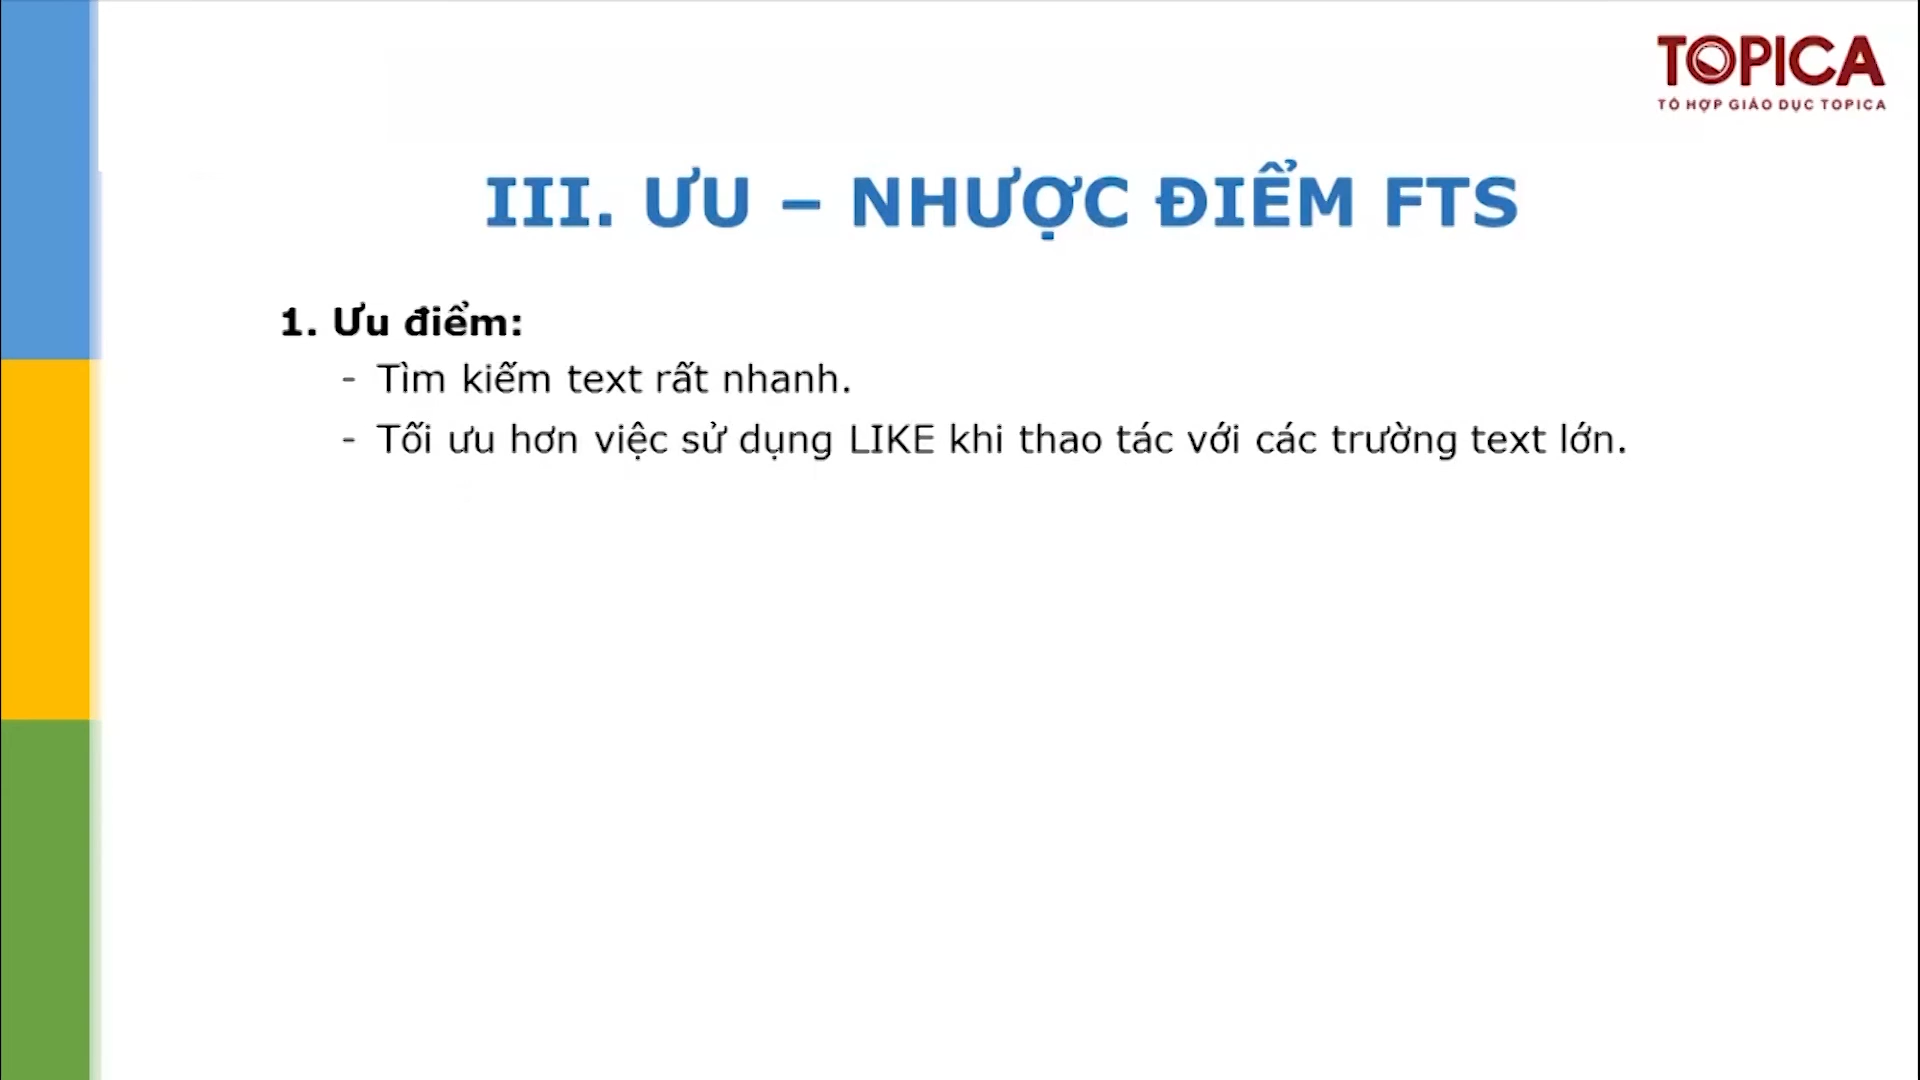 TOPICA
TỔ HỢP GIÁO DỤC TOPICA
III. ƯU – NHƯỢC ĐIỂM FTS
1. Ưu điểm:
- Tìm kiếm text rất nhanh.
- Tối ưu hơn việc sử dụng LIKE khi thao tác với các trường text lớn.